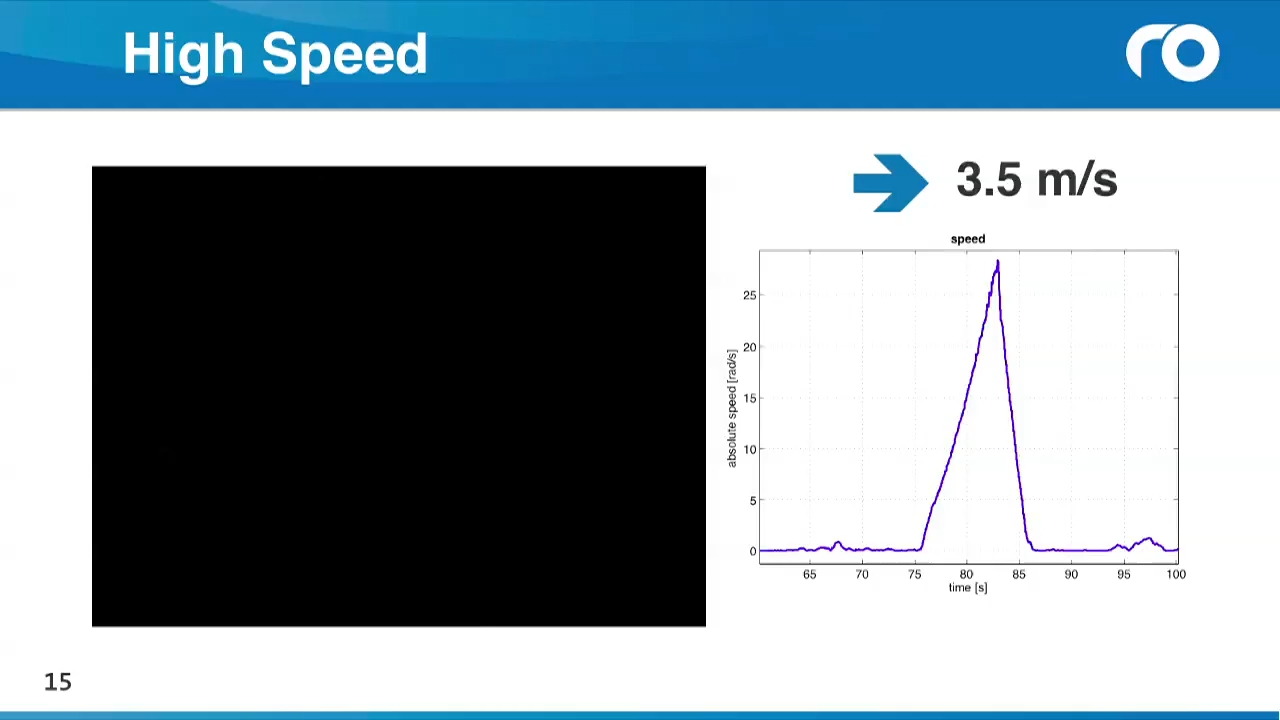 High Speed
ro
3.5 m/s
speed
absolute speed [rad/s]
25
20
15
10
5
0
65 70 75 80 85 90 95 100
time [s]
15